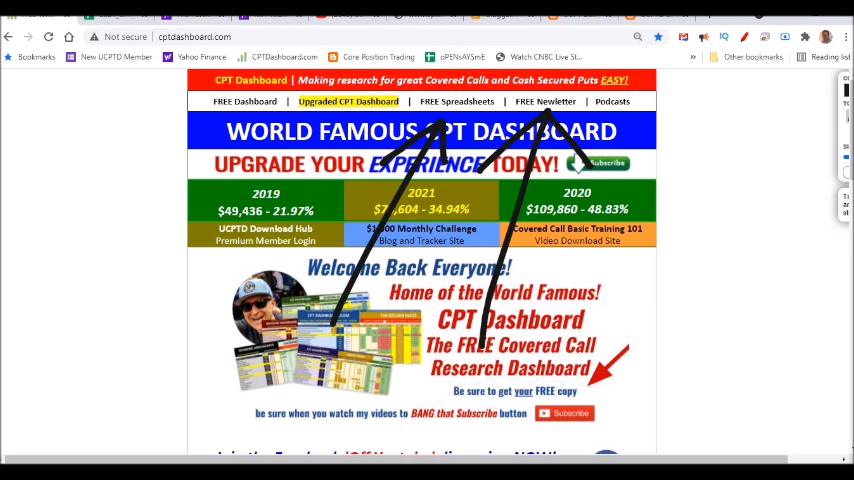 Not secure | cptdashboard.com
Bookmarks New UCPTD Member Yahoo Finance CPTDashboard.com Core Position Trading oPENsAYSmE Watch CNBC Live St... » Other bookmarks Reading list
CPT Dashboard | Making research for great Covered Calls and Cash Secured Puts EASY!
FREE Dashboard | Upgraded CPT Dashboard | FREE Spreadsheets | FREE Newletter | Podcasts
WORLD FAMOUS CPT DASHBOARD
UPGRADE YOUR EXPERIENCE TODAY! Subscribe
2019 2021 2020
$49,436 - 21.97% 604 - 34.94% $109,860 - 48.83%
UCPTD Download Hub Monthly Challenge Covered Call Basic Training 101
Premium Member Login Blog and Tracker Site Video Download Site
Welcome Back Everyone!
Home of the World Famous!
CPT Dashboard
The FREE Covered Call
Research Dashboard
Be sure to get your FREE copy
be sure when you watch my videos to BANG that Subscribe button Subscribe